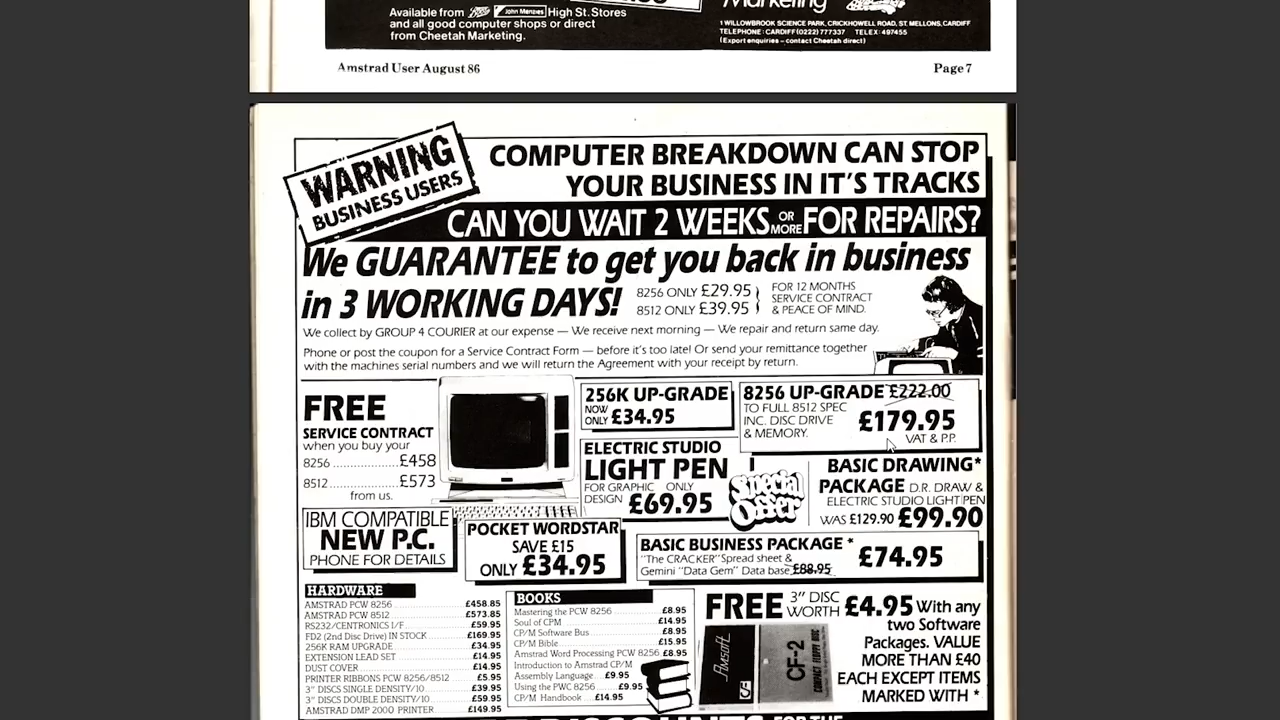 Available from Boots John Menzies High St. Stores
and all good computer shops or direct
from Cheetah Marketing.
Marketing
1 WILLOWBROOK SCIENCE PARK, CRICKHOWELL ROAD, ST. MELLONS, CARDIFF
TELEPHONE: CARDIFF (0222) 777337 TELEX: 497455
(Export enquiries – contact Cheetah direct)
Amstrad User August 86
Page 7
WARNING
BUSINESS USERS
COMPUTER BREAKDOWN CAN STOP
YOUR BUSINESS IN IT'S TRACKS
CAN YOU WAIT 2 WEEKS OR MORE FOR REPAIRS?
We GUARANTEE to get you back in business
in 3 WORKING DAYS!
8256 ONLY £29.95
8512 ONLY £39.95
FOR 12 MONTHS
SERVICE CONTRACT
& PEACE OF MIND.
We collect by GROUP 4 COURIER at our expense — We receive next morning — We repair and return same day.
Phone or post the coupon for a Service Contract Form — before it's too late! Or send your remittance together
with the machines serial numbers and we will return the Agreement with your receipt by return.
FREE
SERVICE CONTRACT
when you buy your
8256 ............... £458
8512 ............... £573
from us.
256K UP-GRADE
NOW
ONLY £34.95
8256 UP-GRADE £222.00
TO FULL 8512 SPEC
INC. DISC DRIVE
& MEMORY.
£179.95
VAT & P.P.
ELECTRIC STUDIO
LIGHT PEN
FOR GRAPHIC ONLY
DESIGN £69.95
Special
Offer
BASIC DRAWING*
PACKAGE D.R. DRAW &
ELECTRIC STUDIO LIGHT PEN
WAS £129.90 £99.90
IBM COMPATIBLE
NEW P.C.
PHONE FOR DETAILS
POCKET WORDSTAR
SAVE £15
ONLY £34.95
BASIC BUSINESS PACKAGE *
"The CRACKER" Spread sheet &
Gemini "Data Gem" Data base £88.95
£74.95
HARDWARE
AMSTRAD PCW 8256 ............... £458.85
AMSTRAD PCW 8512 ............... £573.85
RS232/CENTRONICS I/F ............... £59.95
FD2 (2nd Disc Drive) IN STOCK ............... £169.95
256K RAM UPGRADE ............... £34.95
EXTENSION LEAD SET ............... £14.95
DUST COVER ............... £14.95
PRINTER RIBBONS PCW 8256/8512 ............... £5.95
3" DISCS SINGLE DENSITY/10 ............... £39.95
3" DISCS DOUBLE DENSITY/10 ............... £59.95
AMSTRAD DMP 2000 PRINTER ............... £149.95
BOOKS
Mastering the PCW 8256 ............... £8.95
Soul of CPM ............... £14.95
CP/M Software Bus ............... £8.95
CP/M Bible ............... £15.95
Amstrad Word Processing PCW 8256 £8.95
Introduction to Amstrad CP/M
Assembly Language ... £9.95
Using the PWC 8256 ....... £9.95
CP/M Handbook ... £14.95
FREE 3" DISC
WORTH £4.95 With any
two Software
Packages. VALUE
MORE THAN £40
EACH EXCEPT ITEMS
MARKED WITH *
Amsoft
CF
CF-2
COMPACT FLOPPY DISC
DISCOUNTS FOR THE